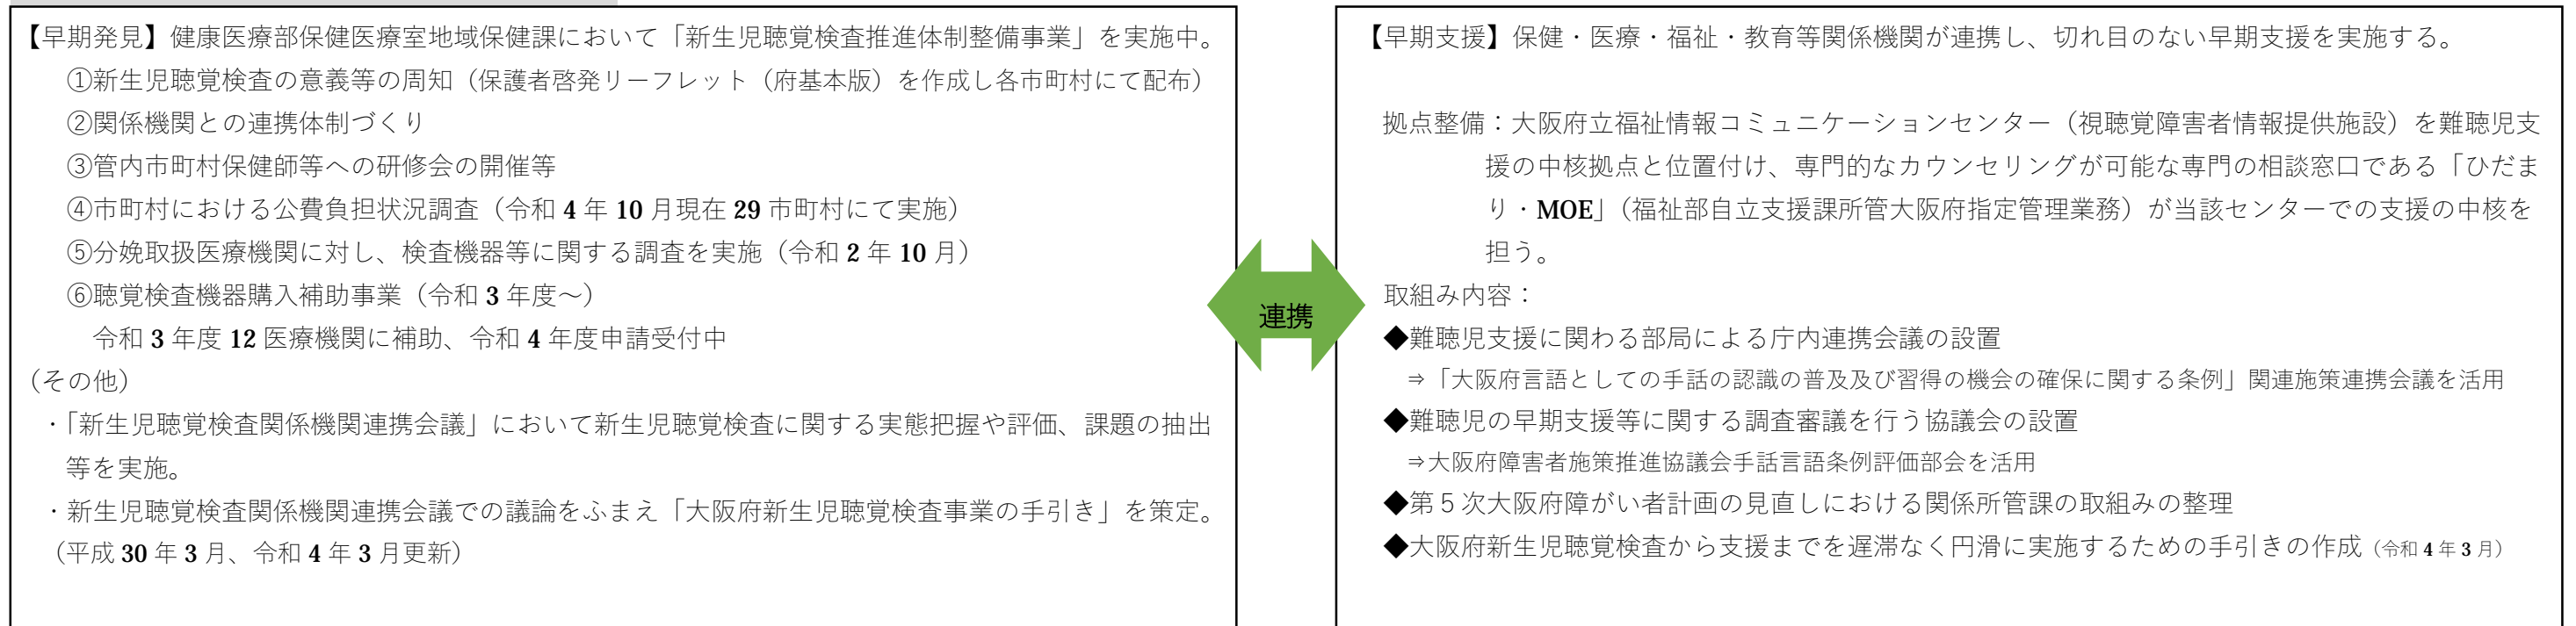 【早期発見】健康医療部保健医療室地域保健課において「新生児聴覚検査推進体制整備事業」を実施中。
①新生児聴覚検査の意義等の周知（保護者啓発リーフレット（府基本版）を作成し各市町村にて配布）
②関係機関との連携体制づくり
③管内市町村保健師等への研修会の開催等
④市町村における公費負担状況調査（令和 4 年 10 月現在 29 市町村にて実施）
⑤分娩取扱医療機関に対し、検査機器等に関する調査を実施（令和 2 年 10 月）
⑥聴覚検査機器購入補助事業（令和 3 年度～）
令和 3 年度 12 医療機関に補助、令和 4 年度申請受付中
（その他）
・「新生児聴覚検査関係機関連携会議」において新生児聴覚検査に関する実態把握や評価、課題の抽出
等を実施。
・新生児聴覚検査関係機関連携会議での議論をふまえ「大阪府新生児聴覚検査事業の手引き」を策定。
（平成 30 年 3 月、令和 4 年 3 月更新）
連携
【早期支援】保健・医療・福祉・教育等関係機関が連携し、切れ目のない早期支援を実施する。
拠点整備：大阪府立福祉情報コミュニケーションセンター（視聴覚障害者情報提供施設）を難聴児支
援の中核拠点と位置付け、専門的なカウンセリングが可能な専門の相談窓口である「ひだま
り・MOE」（福祉部自立支援課所管大阪府指定管理業務）が当該センターでの支援の中核を
担う。
取組み内容：
◆難聴児支援に関わる部局による庁内連携会議の設置
⇒「大阪府言語としての手話の認識の普及及び習得の機会の確保に関する条例」関連施策連携会議を活用
◆難聴児の早期支援等に関する調査審議を行う協議会の設置
⇒大阪府障害者施策推進協議会手話言語条例評価部会を活用
◆第５次大阪府障がい者計画の見直しにおける関係所管課の取組みの整理
◆大阪府新生児聴覚検査から支援までを遅滞なく円滑に実施するための手引きの作成（令和 4 年 3 月）